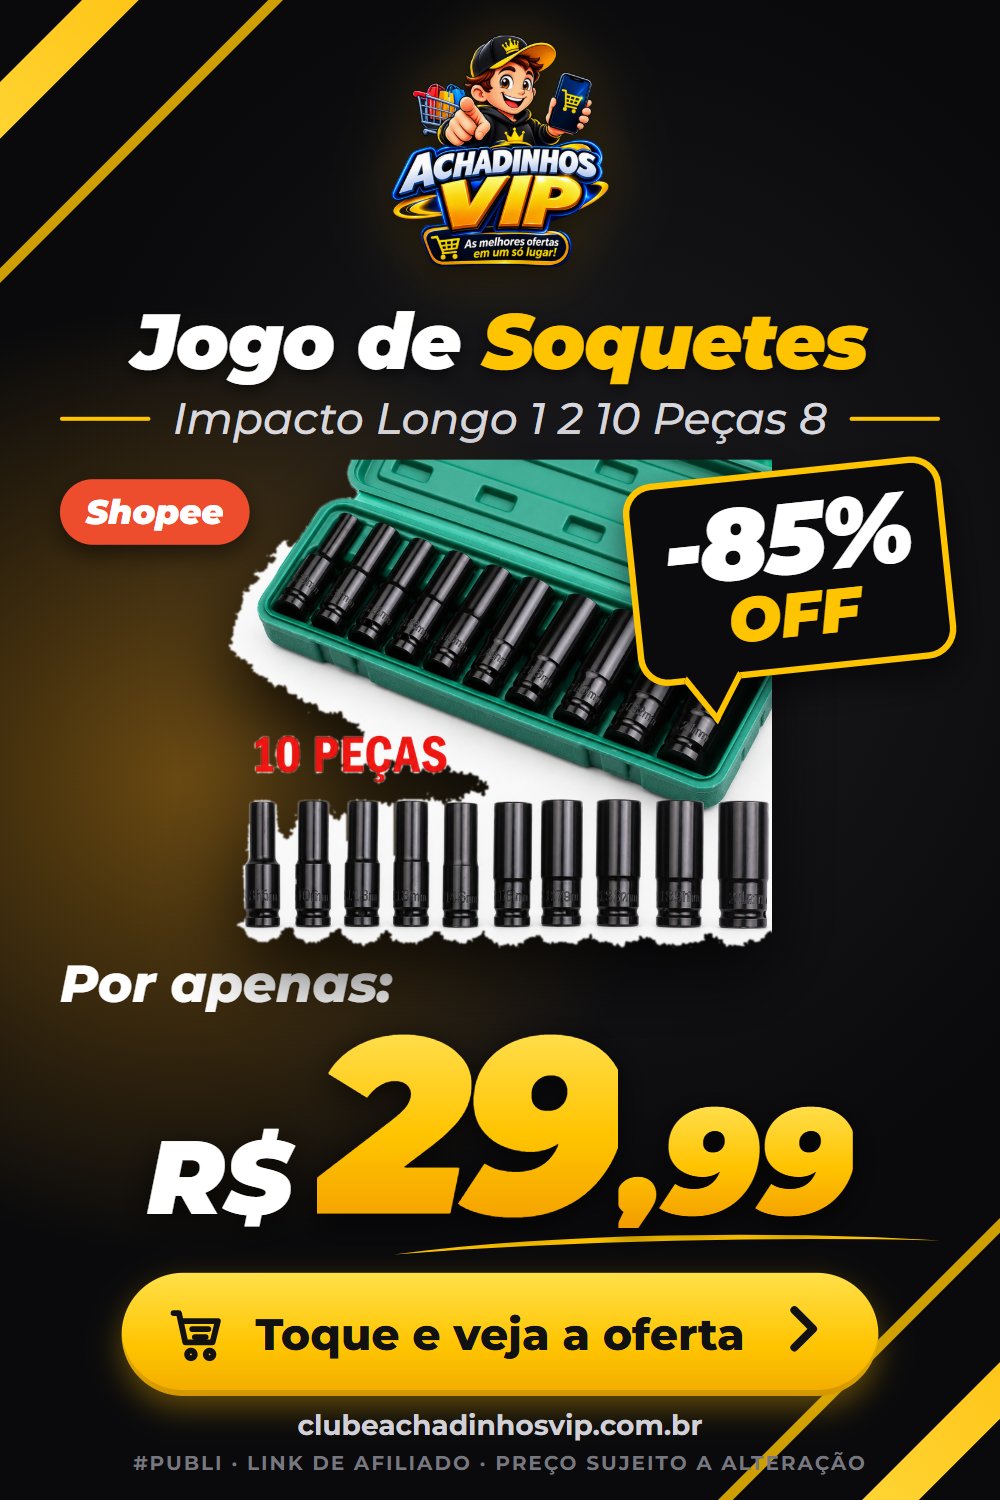 ACHADINHOS
VIP
As melhores ofertas
em um só lugar!
Jogo de Soquetes
Impacto Longo 1 2 10 Peças 8
Shopee
-85%
OFF
10 PEÇAS
Por apenas:
R$ 29,99
Toque e veja a oferta
clubeachadinhosvip.com.br
#PUBLI · LINK DE AFILIADO · PREÇO SUJEITO A ALTERAÇÃO